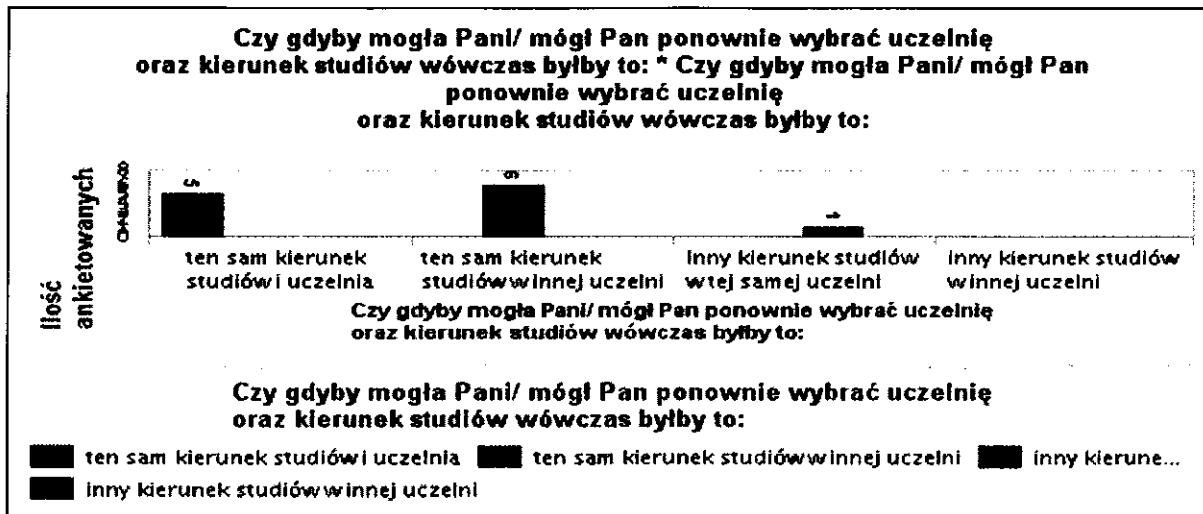 Czy gdyby mogła Pani/ mógł Pan ponownie wybrać uczelnię
oraz kierunek studiów wówczas byłby to: * Czy gdyby mogła Pani/ mógł Pan
ponownie wybrać uczelnię
oraz kierunek studiów wówczas byłby to:
Ilość
ankietowanych
5
6
1
ten sam kierunek
studiów i uczelnia
ten sam kierunek
studiów w innej uczelni
inny kierunek studiów
w tej samej uczelni
inny kierunek studiów
w innej uczelni
Czy gdyby mogła Pani/ mógł Pan ponownie wybrać uczelnię
oraz kierunek studiów wówczas byłby to:
Czy gdyby mogła Pani/ mógł Pan ponownie wybrać uczelnię
oraz kierunek studiów wówczas byłby to:
ten sam kierunek studiów i uczelnia ten sam kierunek studiów w innej uczelni inny kierune...
inny kierunek studiów w innej uczelni